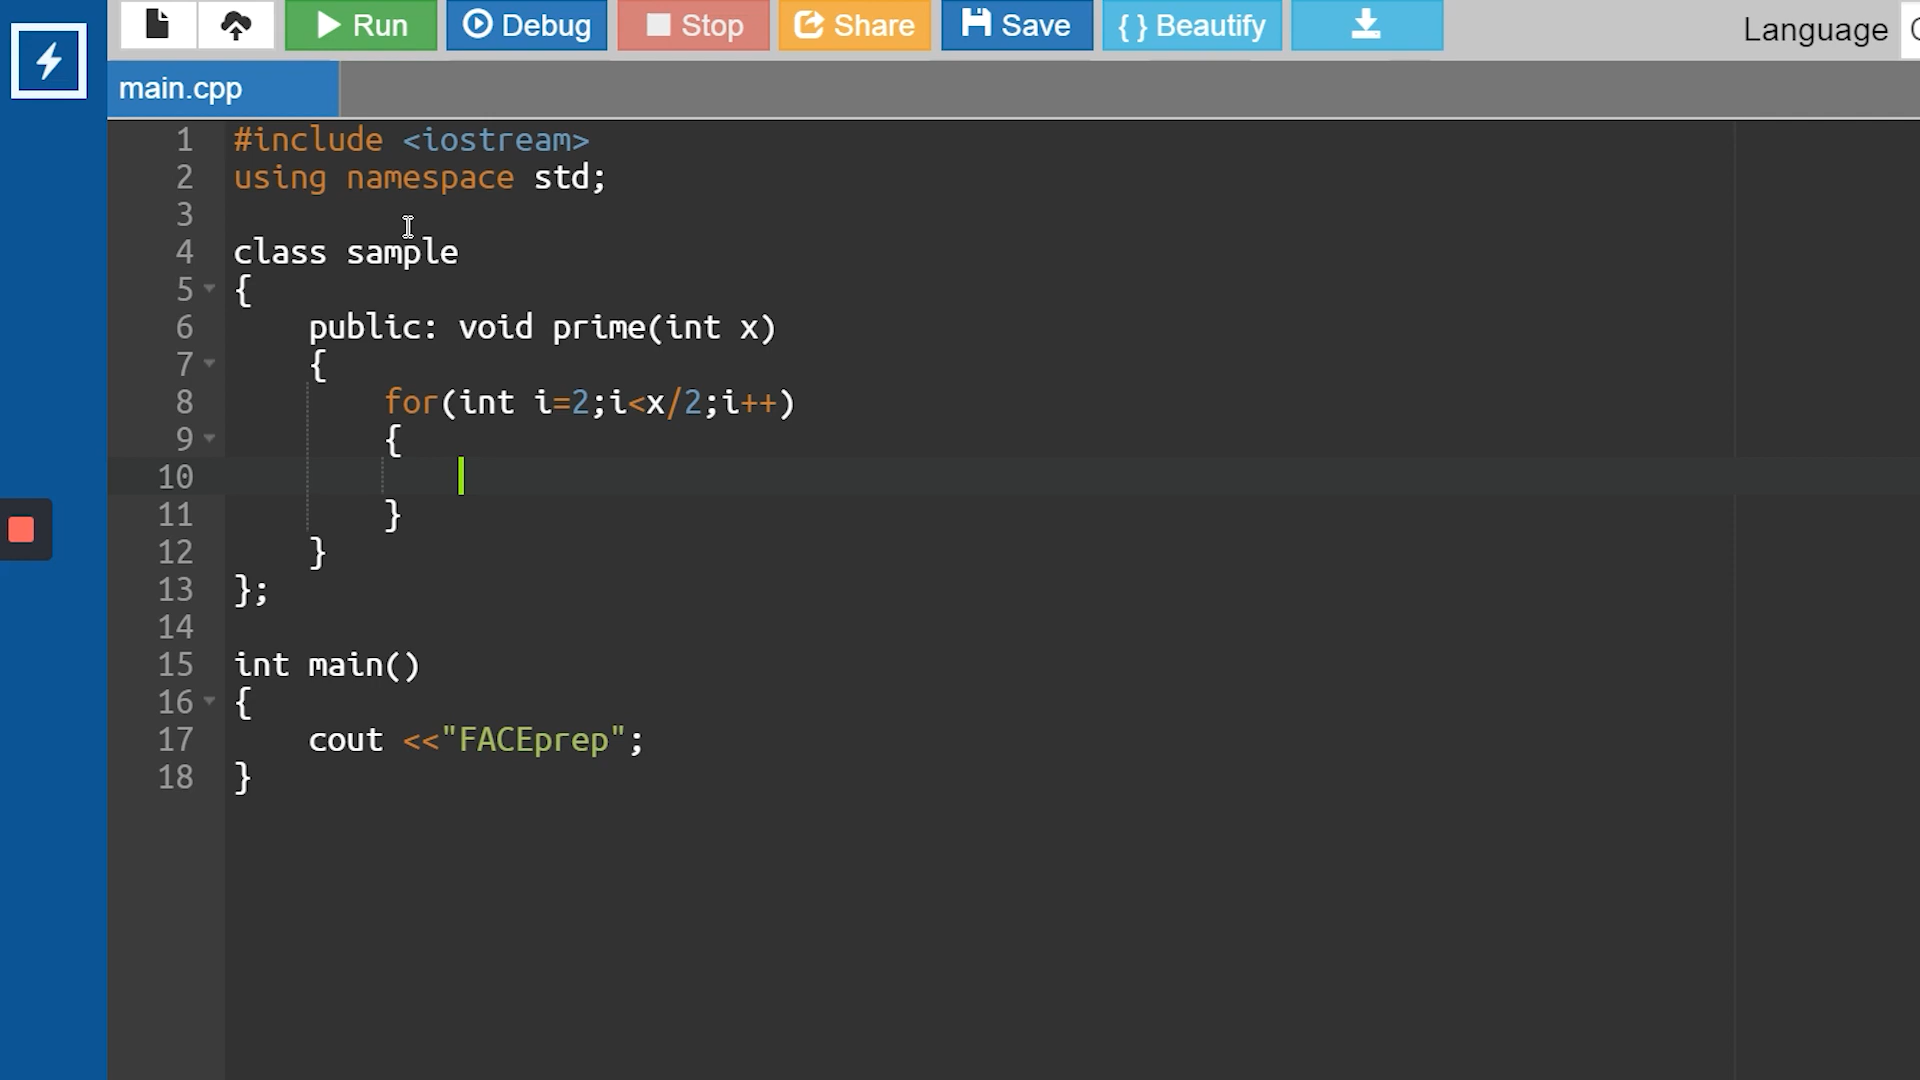 Run Debug Stop Share Save { } Beautify Language
main.cpp
1 #include <iostream>
2 using namespace std;
3
4 class sample
5 {
6 public: void prime(int x)
7 {
8 for(int i=2;i<x/2;i++)
9 {
10
11 }
12 }
13 };
14
15 int main()
16 {
17 cout <<"FACEprep";
18 }